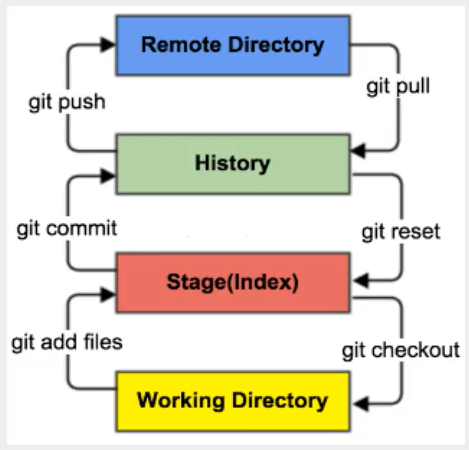 Remote Directory
git push
git pull
History
git commit
git reset
Stage(Index)
git add files
git checkout
Working Directory